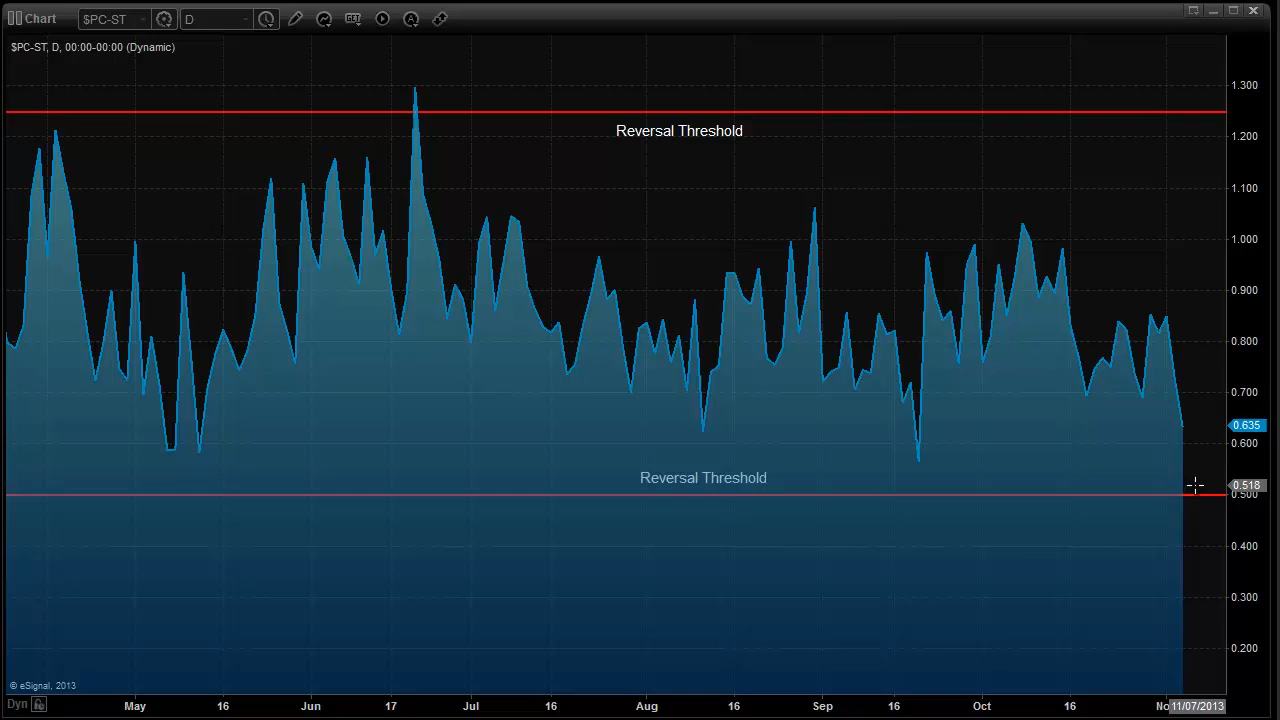 Chart $PC-ST D GET A
$PC-ST, D, 00:00-00:00 (Dynamic)
1.300
Reversal Threshold
1.200
1.100
1.000
0.900
0.800
0.700
0.635
0.600
Reversal Threshold
0.518
0.500
0.400
0.300
0.200
© eSignal, 2013
Dyn May 16 Jun 17 Jul 16 Aug 16 Sep 16 Oct 16 No 11/07/2013